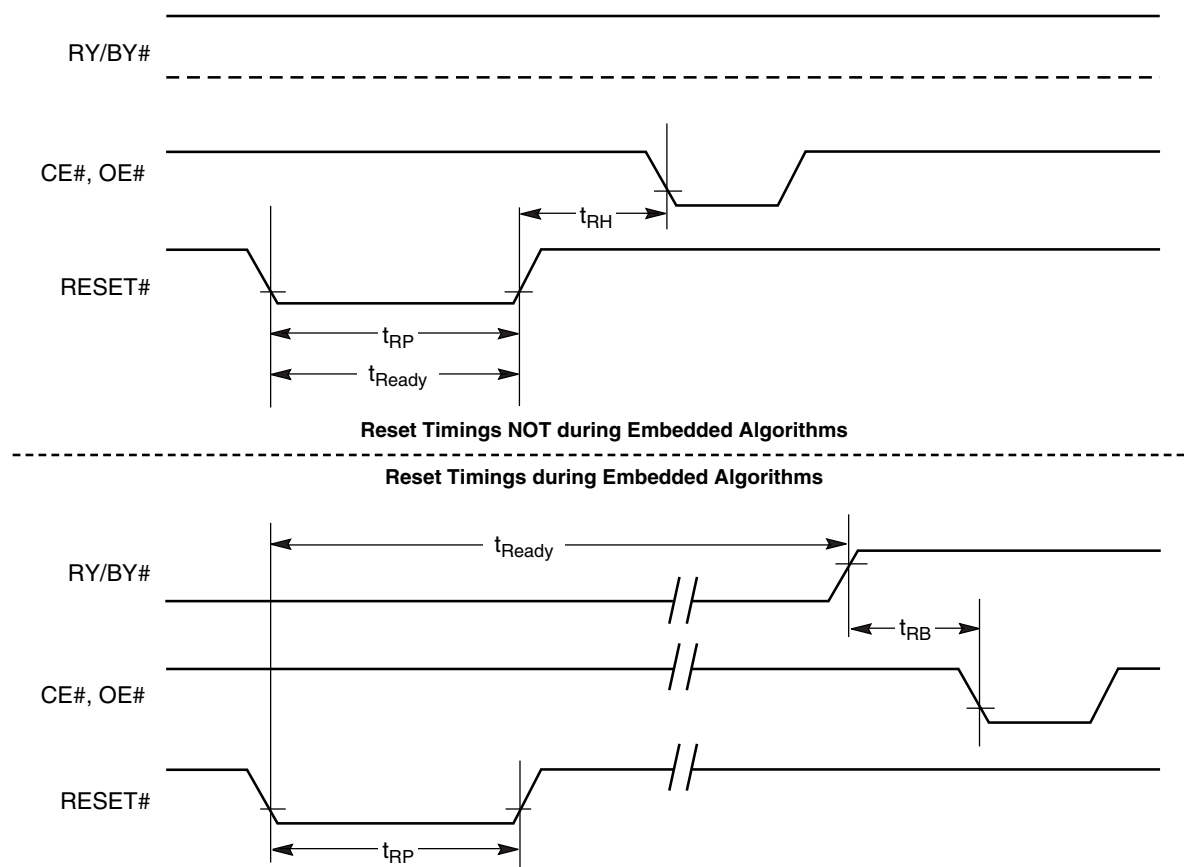 RY/BY#
CE#, OE#
tRH
RESET#
tRP
tReady
Reset Timings NOT during Embedded Algorithms
Reset Timings during Embedded Algorithms
tReady
RY/BY#
tRB
CE#, OE#
RESET#
tRP